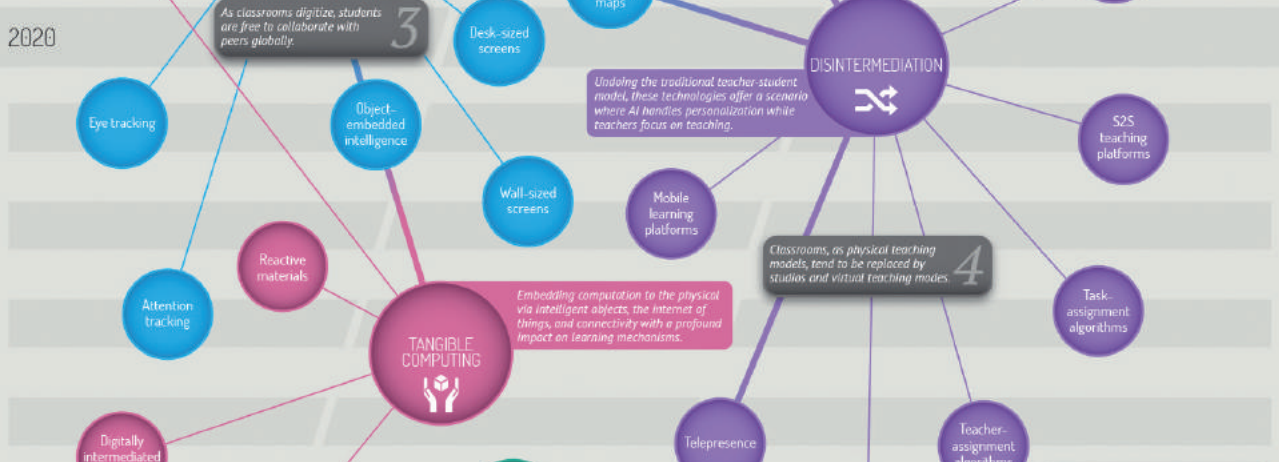 maps
As classrooms digitize, students
are free to collaborate with
peers globally.
3
2020
Desk-sized
screens
DISINTERMEDIATION
Undoing the traditional teacher-student
model, these technologies offer a scenario
where AI handles personalization while
teachers focus on teaching.
Eye tracking
Object-
embedded
intelligence
S2S
teaching
platforms
Wall-sized
screens
Mobile
learning
platforms
Classrooms, as physical teaching
models, tend to be replaced by
studios and virtual teaching modes.
4
Reactive
materials
Attention
tracking
Embedding computation to the physical
via intelligent objects, the internet of
things, and connectivity with a profound
impact on learning mechanisms.
Task-
assignment
algorithms
TANGIBLE
COMPUTING
Digitally
intermediated
Telepresence
Teacher-
assignment
algorithms